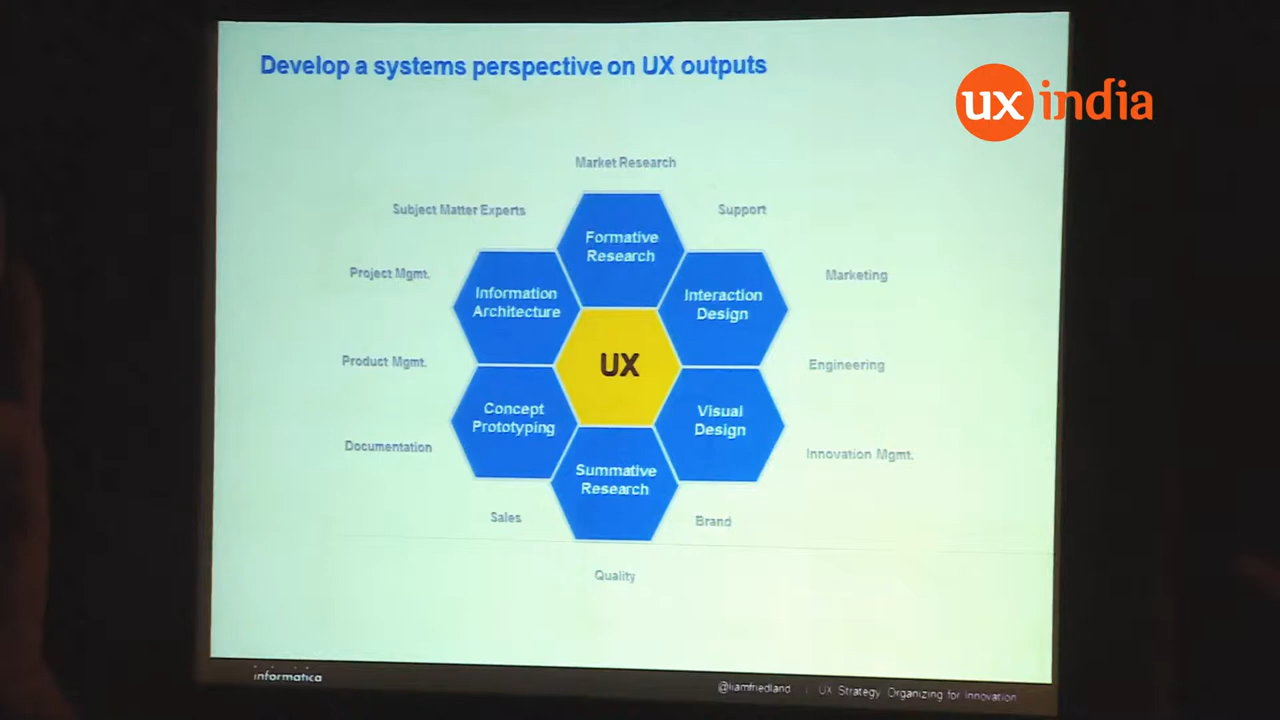 Develop a systems perspective on UX outputs
ux india
Market Research
Subject Matter Experts
Support
Formative
Research
Project Mgmt.
Information
Architecture
Interaction
Design
Marketing
Product Mgmt.
UX
Engineering
Documentation
Concept
Prototyping
Visual
Design
Innovation Mgmt.
Summative
Research
Sales
Brand
Quality
informatica
@liamfriedland | UX Strategy Organizing for Innovation